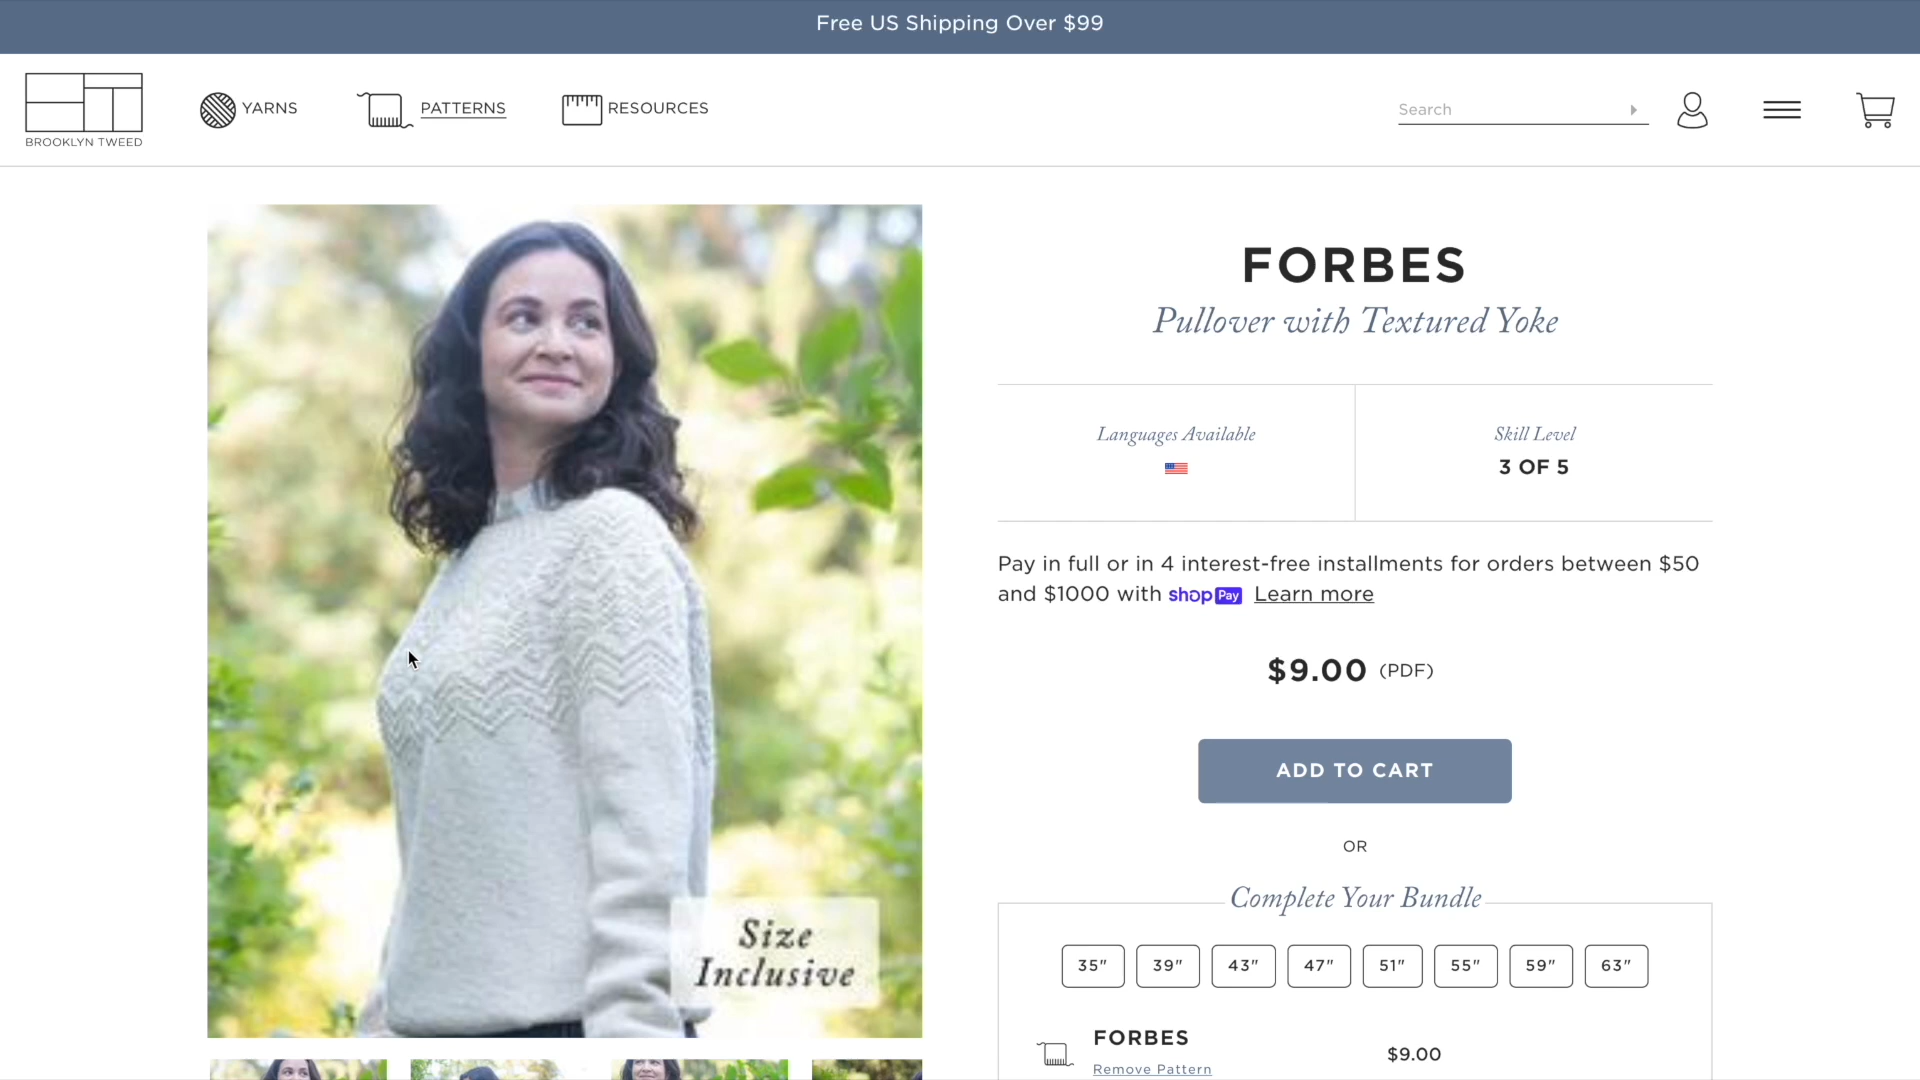 Free US Shipping Over $99
BROOKLYN TWEED
YARNS
PATTERNS
RESOURCES
Search
FORBES
Pullover with Textured Yoke
Languages Available
Skill Level
3 OF 5
Pay in full or in 4 interest-free installments for orders between $50
and $1000 with shop Pay Learn more
$9.00 (PDF)
ADD TO CART
OR
Complete Your Bundle
35" 39" 43" 47" 51" 55" 59" 63"
FORBES
$9.00
Remove Pattern
Size
Inclusive